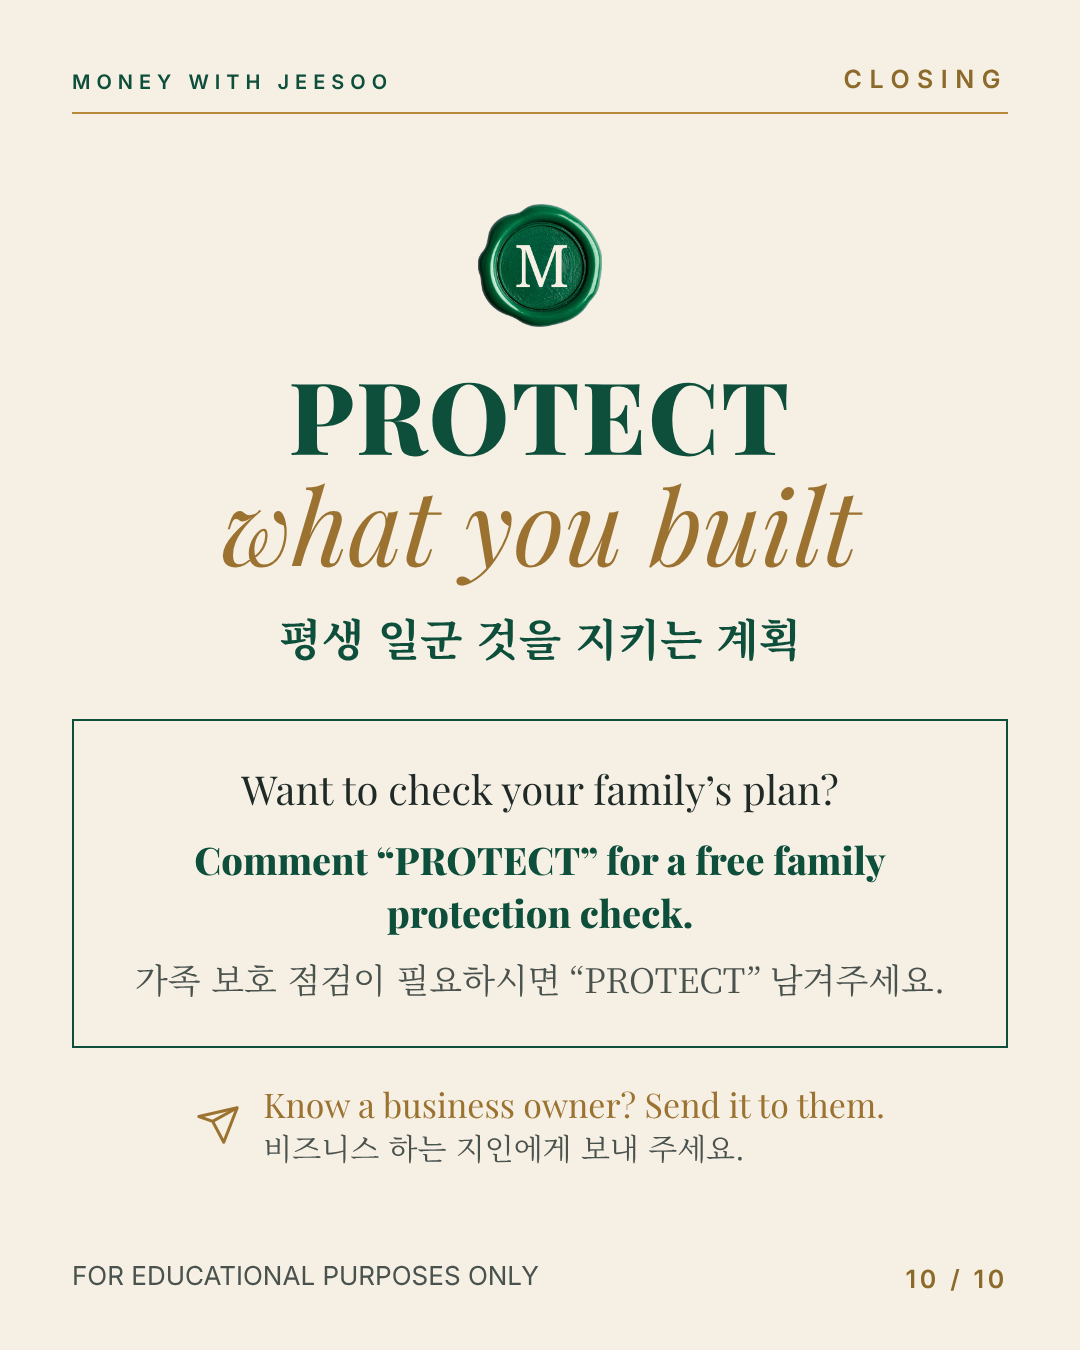 MONEY WITH JEESOO
CLOSING
M
PROTECT
what you built
평생 일군 것을 지키는 계획
Want to check your family’s plan?
Comment “PROTECT” for a free family
protection check.
가족 보호 점검이 필요하시면 “PROTECT” 남겨주세요.
Know a business owner? Send it to them.
비즈니스 하는 지인에게 보내 주세요.
FOR EDUCATIONAL PURPOSES ONLY
10 / 10